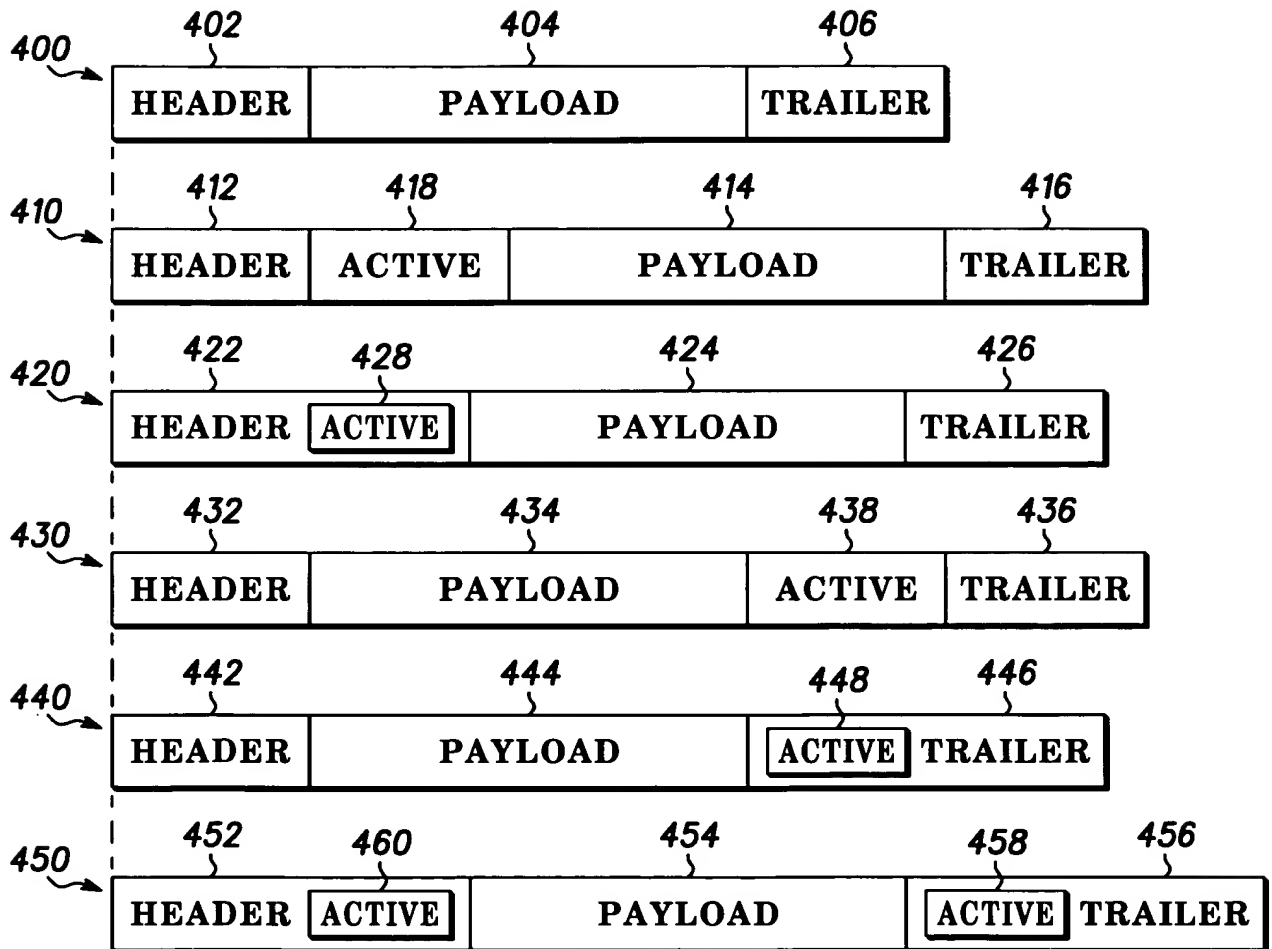 402 404 406
400
HEADER PAYLOAD TRAILER
412 418 414 416
410
HEADER ACTIVE PAYLOAD TRAILER
422 428 424 426
420
HEADER ACTIVE PAYLOAD TRAILER
432 434 438 436
430
HEADER PAYLOAD ACTIVE TRAILER
442 444 448 446
440
HEADER PAYLOAD ACTIVE TRAILER
452 460 454 458 456
450
HEADER ACTIVE PAYLOAD ACTIVE TRAILER